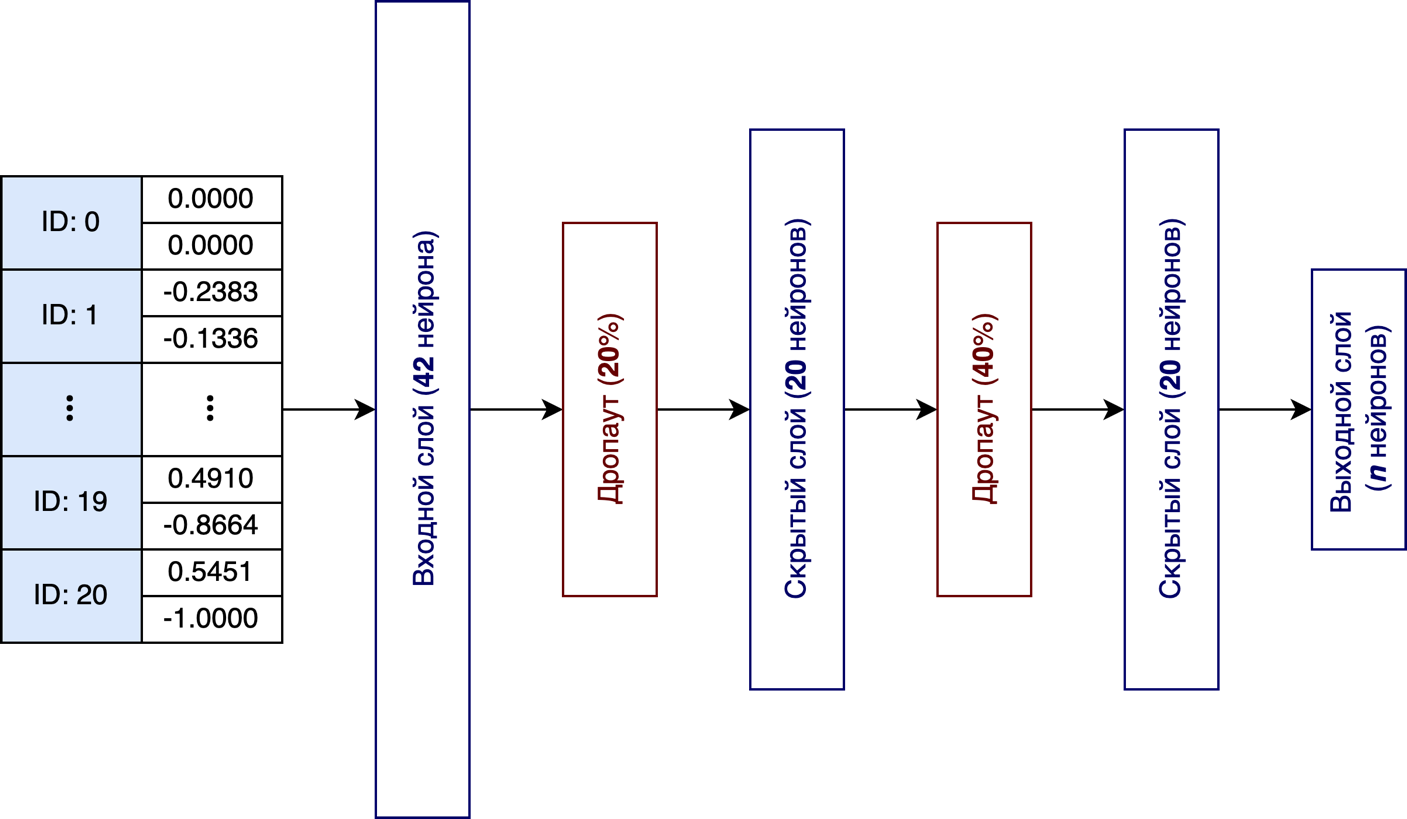 ID: 0
0.0000
0.0000
ID: 1
-0.2383
-0.1336
⋮
⋮
ID: 19
0.4910
-0.8664
ID: 20
0.5451
-1.0000
Входной слой (42 нейрона)
Дропаут (20%)
Скрытый слой (20 нейронов)
Дропаут (40%)
Скрытый слой (20 нейронов)
Выходной слой
(n нейронов)